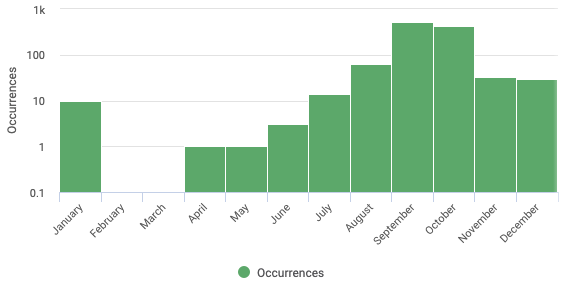 1k
100
10
1
0.1
Occurrences
January
February
March
April
May
June
July
August
September
October
November
December
Occurrences